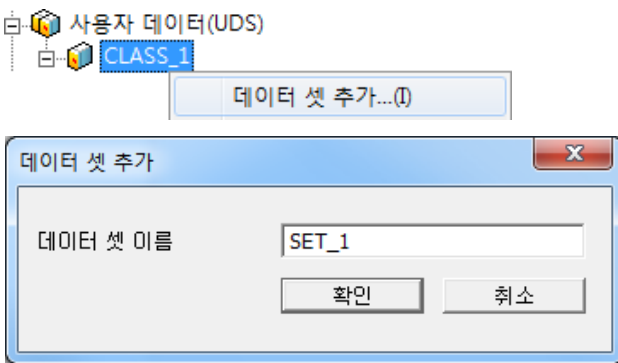 사용자 데이터(UDS)
CLASS_1
데이터 셋 추가...(I)
데이터 셋 추가
데이터 셋 이름 SET_1
확인 취소